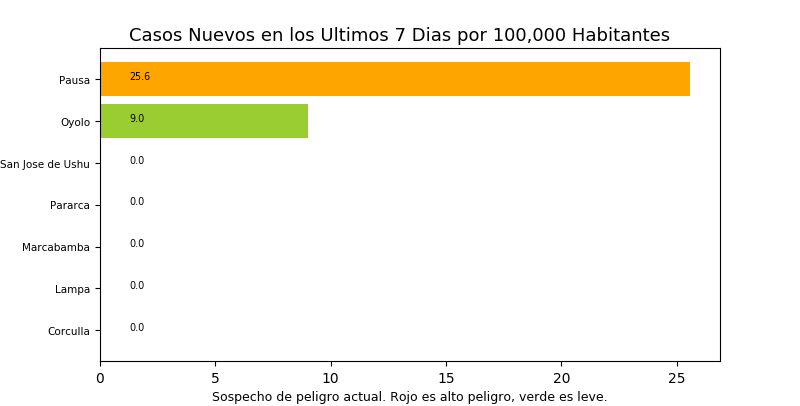 Casos Nuevos en los Ultimos 7 Dias por 100,000 Habitantes
Pausa 25.6
Oyolo 9.0
San Jose de Ushu 0.0
Pararca 0.0
Marcabamba 0.0
Lampa 0.0
Corculla 0.0
0 5 10 15 20 25
Sospecho de peligro actual. Rojo es alto peligro, verde es leve.